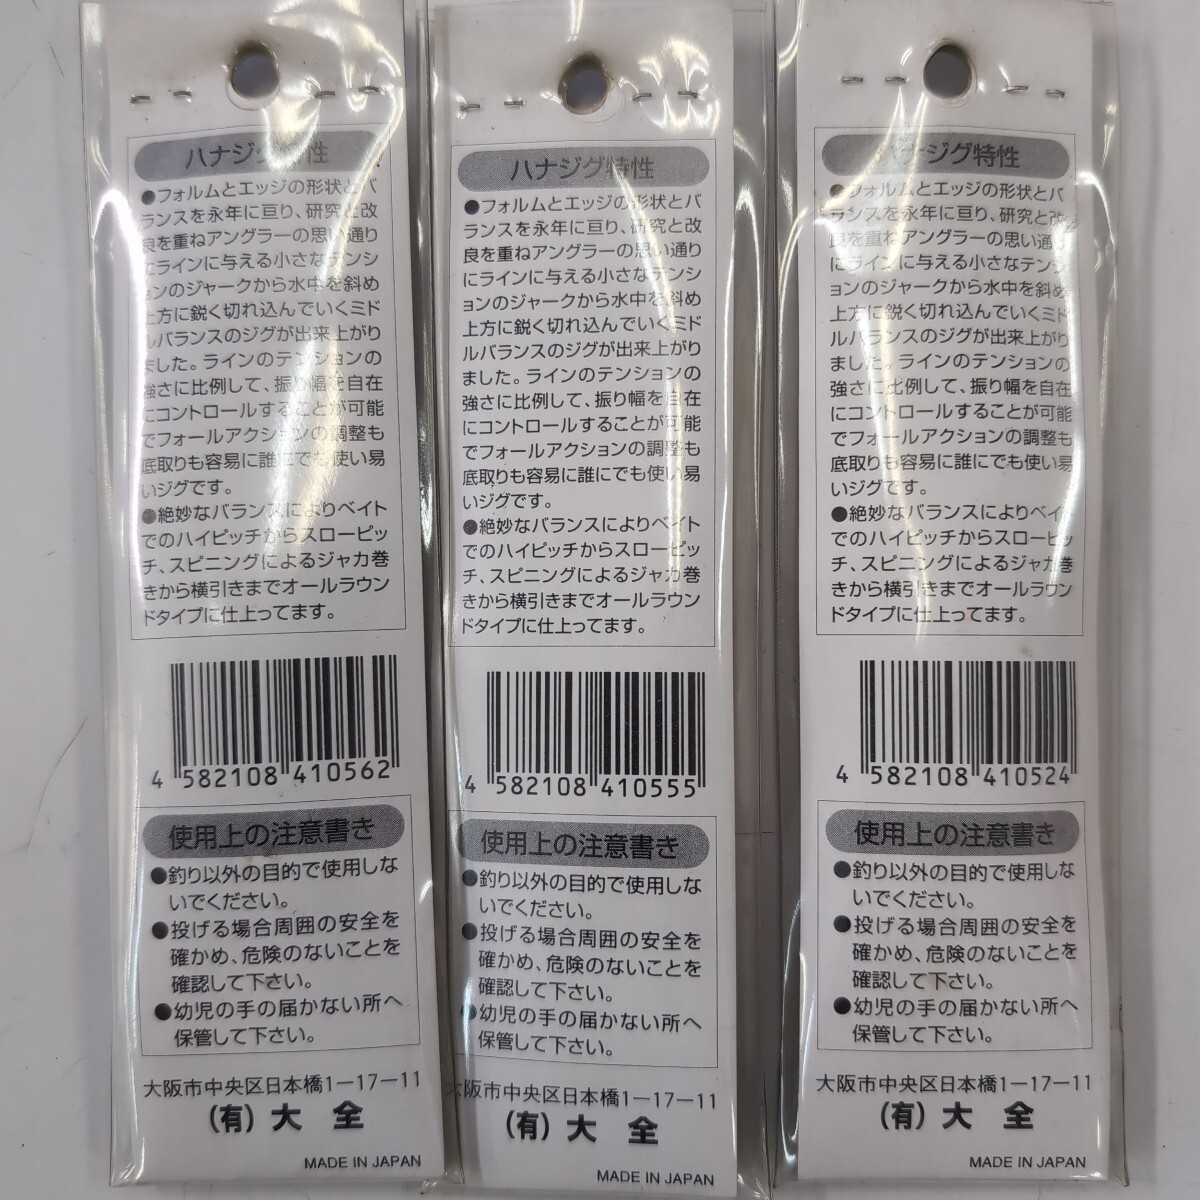 ハナジグ特性
●フォルムとエッジの形状とバ
ランスを永年に亘り、研究と改
良を重ねアングラーの思い通り
にラインに与える小さなテンシ
ョンのジャークから水中を斜め
上方に鋭く切れ込んでいくミド
ルバランスのジグが出来上がり
ました。ラインのテンションの
強さに比例して、振り幅を自在
にコントロールすることが可能
でフォールアクションの調整も
底取りも容易に誰にでも使い易
いジグです。
●絶妙なバランスによりベイト
でのハイピッチからスローピッ
チ、スピニングによるジャカ巻
きから横引きまでオールラウン
ドタイプに仕上ってます。
4 582108 410562
使用上の注意書き
●釣り以外の目的で使用しな
いでください。
●投げる場合周囲の安全を
確かめ、危険のないことを
確認して下さい。
●幼児の手の届かない所へ
保管して下さい。
大阪市中央区日本橋1-17-11
(有) 大 全
MADE IN JAPAN
ハナジグ特性
●フォルムとエッジの形状とバ
ランスを永年に亘り、研究と改
良を重ねアングラーの思い通り
にラインに与える小さなテンシ
ョンのジャークから水中を斜め
上方に鋭く切れ込んでいくミド
ルバランスのジグが出来上がり
ました。ラインのテンションの
強さに比例して、振り幅を自在
にコントロールすることが可能
でフォールアクションの調整も
底取りも容易に誰にでも使い易
いジグです。
●絶妙なバランスによりベイト
でのハイピッチからスローピッ
チ、スピニングによるジャカ巻
きから横引きまでオールラウン
ドタイプに仕上ってます。
4 582108 410555
使用上の注意書き
●釣り以外の目的で使用しな
いでください。
●投げる場合周囲の安全を
確かめ、危険のないことを
確認して下さい。
●幼児の手の届かない所へ
保管して下さい。
大阪市中央区日本橋1-17-11
(有) 大 全
MADE IN JAPAN
ハナジグ特性
●フォルムとエッジの形状とバ
ランスを永年に亘り、研究と改
良を重ねアングラーの思い通り
にラインに与える小さなテンシ
ョンのジャークから水中を斜め
上方に鋭く切れ込んでいくミド
ルバランスのジグが出来上がり
ました。ラインのテンションの
強さに比例して、振り幅を自在
にコントロールすることが可能
でフォールアクションの調整も
底取りも容易に誰にでも使い易
いジグです。
●絶妙なバランスによりベイト
でのハイピッチからスローピッ
チ、スピニングによるジャカ巻
きから横引きまでオールラウン
ドタイプに仕上ってます。
4 582108 410524
使用上の注意書き
●釣り以外の目的で使用しな
いでください。
●投げる場合周囲の安全を
確かめ、危険のないことを
確認して下さい。
●幼児の手の届かない所へ
保管して下さい。
大阪市中央区日本橋1-17-11
(有) 大 全
MADE IN JAPAN